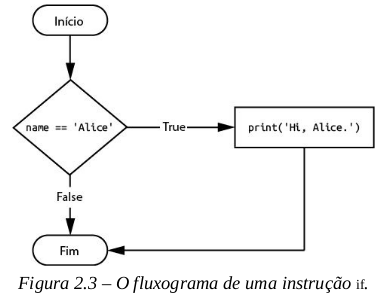 Início
name == 'Alice'
True
print('Hi, Alice.')
False
Fim
Figura 2.3 – O fluxograma de uma instrução if.